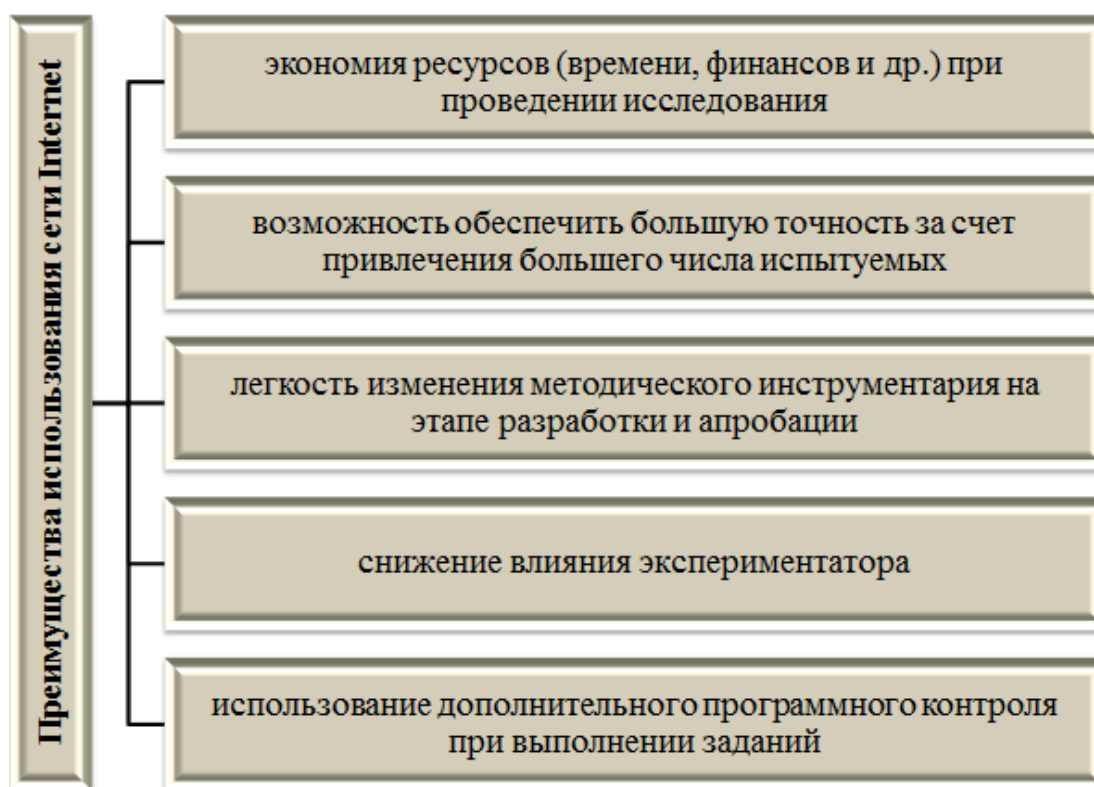 Преимущества использования сети Internet
экономия ресурсов (времени, финансов и др.) при
проведении исследования
возможность обеспечить большую точность за счет
привлечения большего числа испытуемых
легкость изменения методического инструментария на
этапе разработки и апробации
снижение влияния экспериментатора
использование дополнительного программного контроля
при выполнении заданий